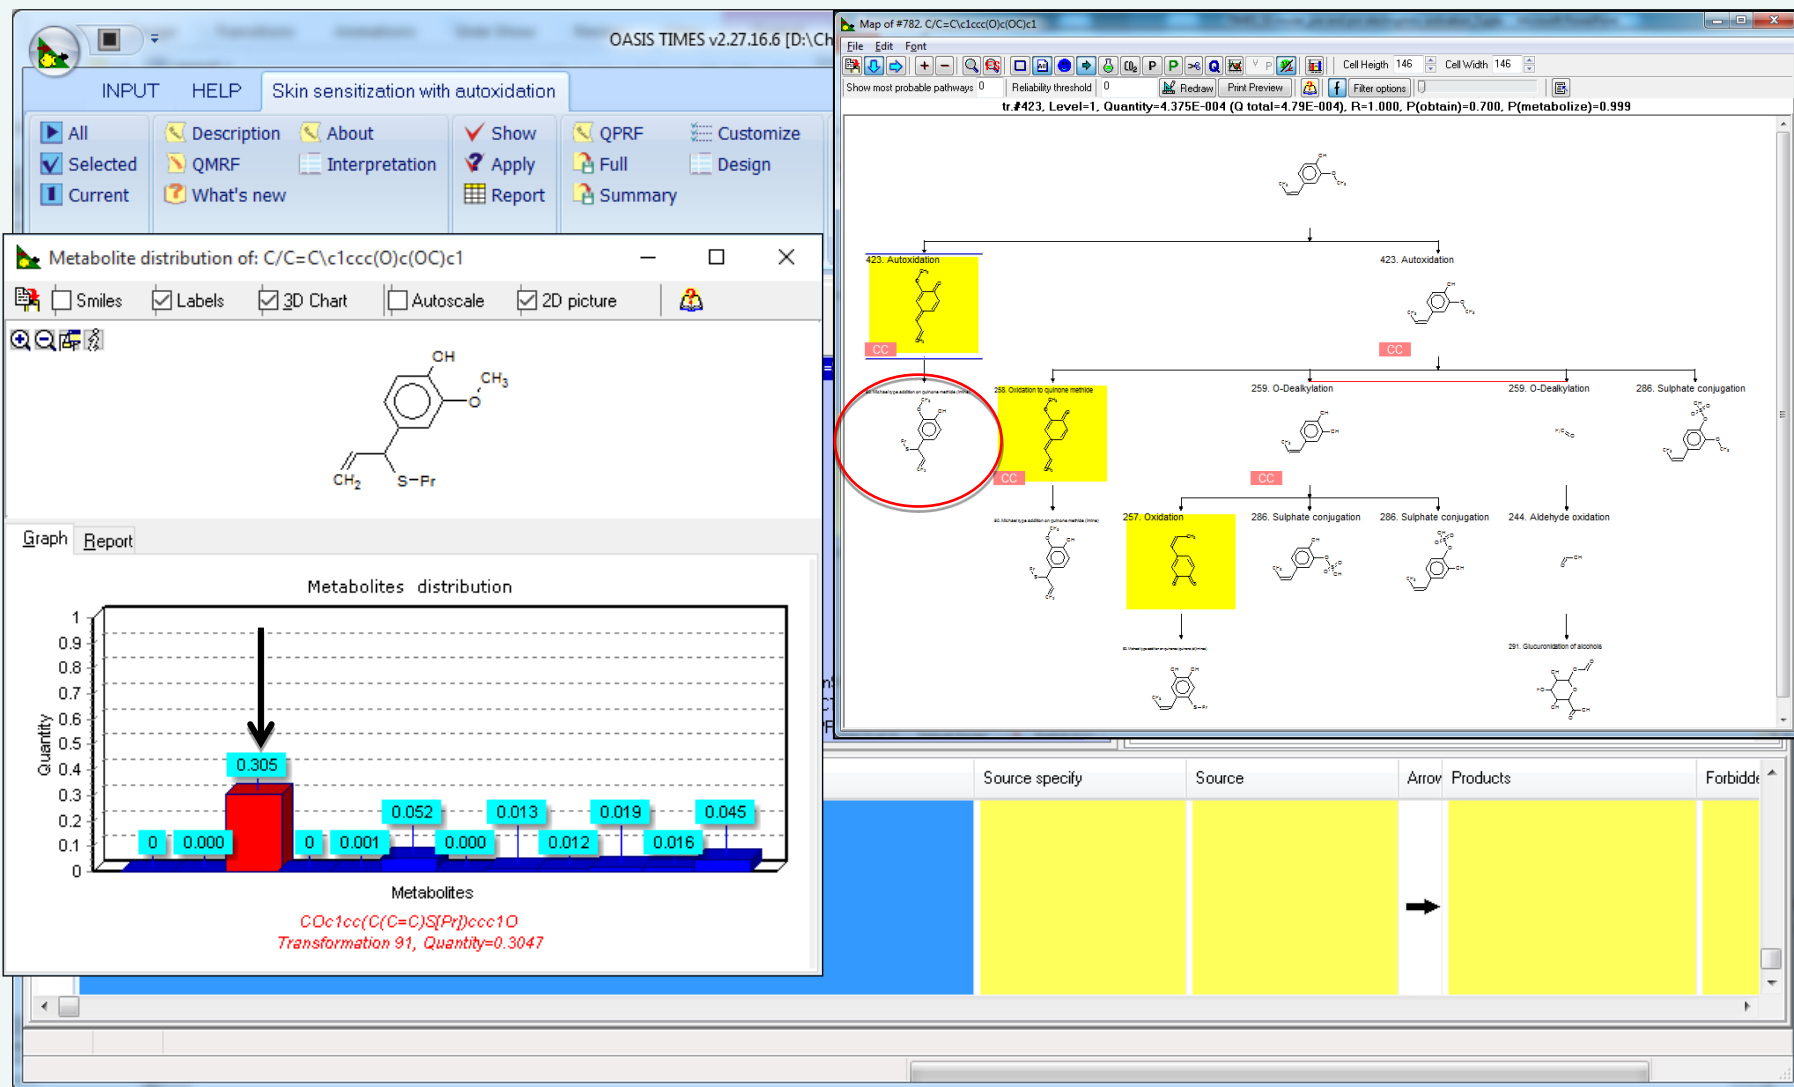 OASIS TIMES v2.27.16.6 [D:\Ch
INPUT HELP Skin sensitization with autoxidation
All Description About Show QPRF Customize
Selected QMRF Interpretation Apply Full Design
Current What's new Report Summary
Metabolite distribution of: C/C=C\c1ccc(O)c(OC)c1
Smiles Labels 3D Chart Autoscale 2D picture
OH
CH3
O
CH2
S-Pr
Graph Report
Metabolites distribution
Quantity
1
0.9
0.8
0.7
0.6
0.5
0.4
0.3
0.2
0.1
0
0 0.000 0.305 0 0.001 0.052 0.000 0.013 0.012 0.019 0.016 0.045
Metabolites
COc1cc(C(C=C)S[Pr])ccc1O
Transformation 91, Quantity=0.3047
Map of #782. C/C=C\c1ccc(O)c(OC)c1
File Edit Font
Cell Heigth 146 Cell Width 146
Show most probable pathways 0 Reliability threshold 0 Redraw Print Preview Filter options
tr.#423, Level=1, Quantity=4.375E-004 (Q total=4.79E-004), R=1.000, P(obtain)=0.700, P(metabolize)=0.999
423. Autoxidation 423. Autoxidation
CC CC
258. Oxidation to quinone methide 259. O-Dealkylation 259. O-Dealkylation 286. Sulphate conjugation
CC CC
257. Oxidation 286. Sulphate conjugation 286. Sulphate conjugation 244. Aldehyde oxidation
291. Glucuronidation of alcohols
Source specify Source Arrow Products Forbidde